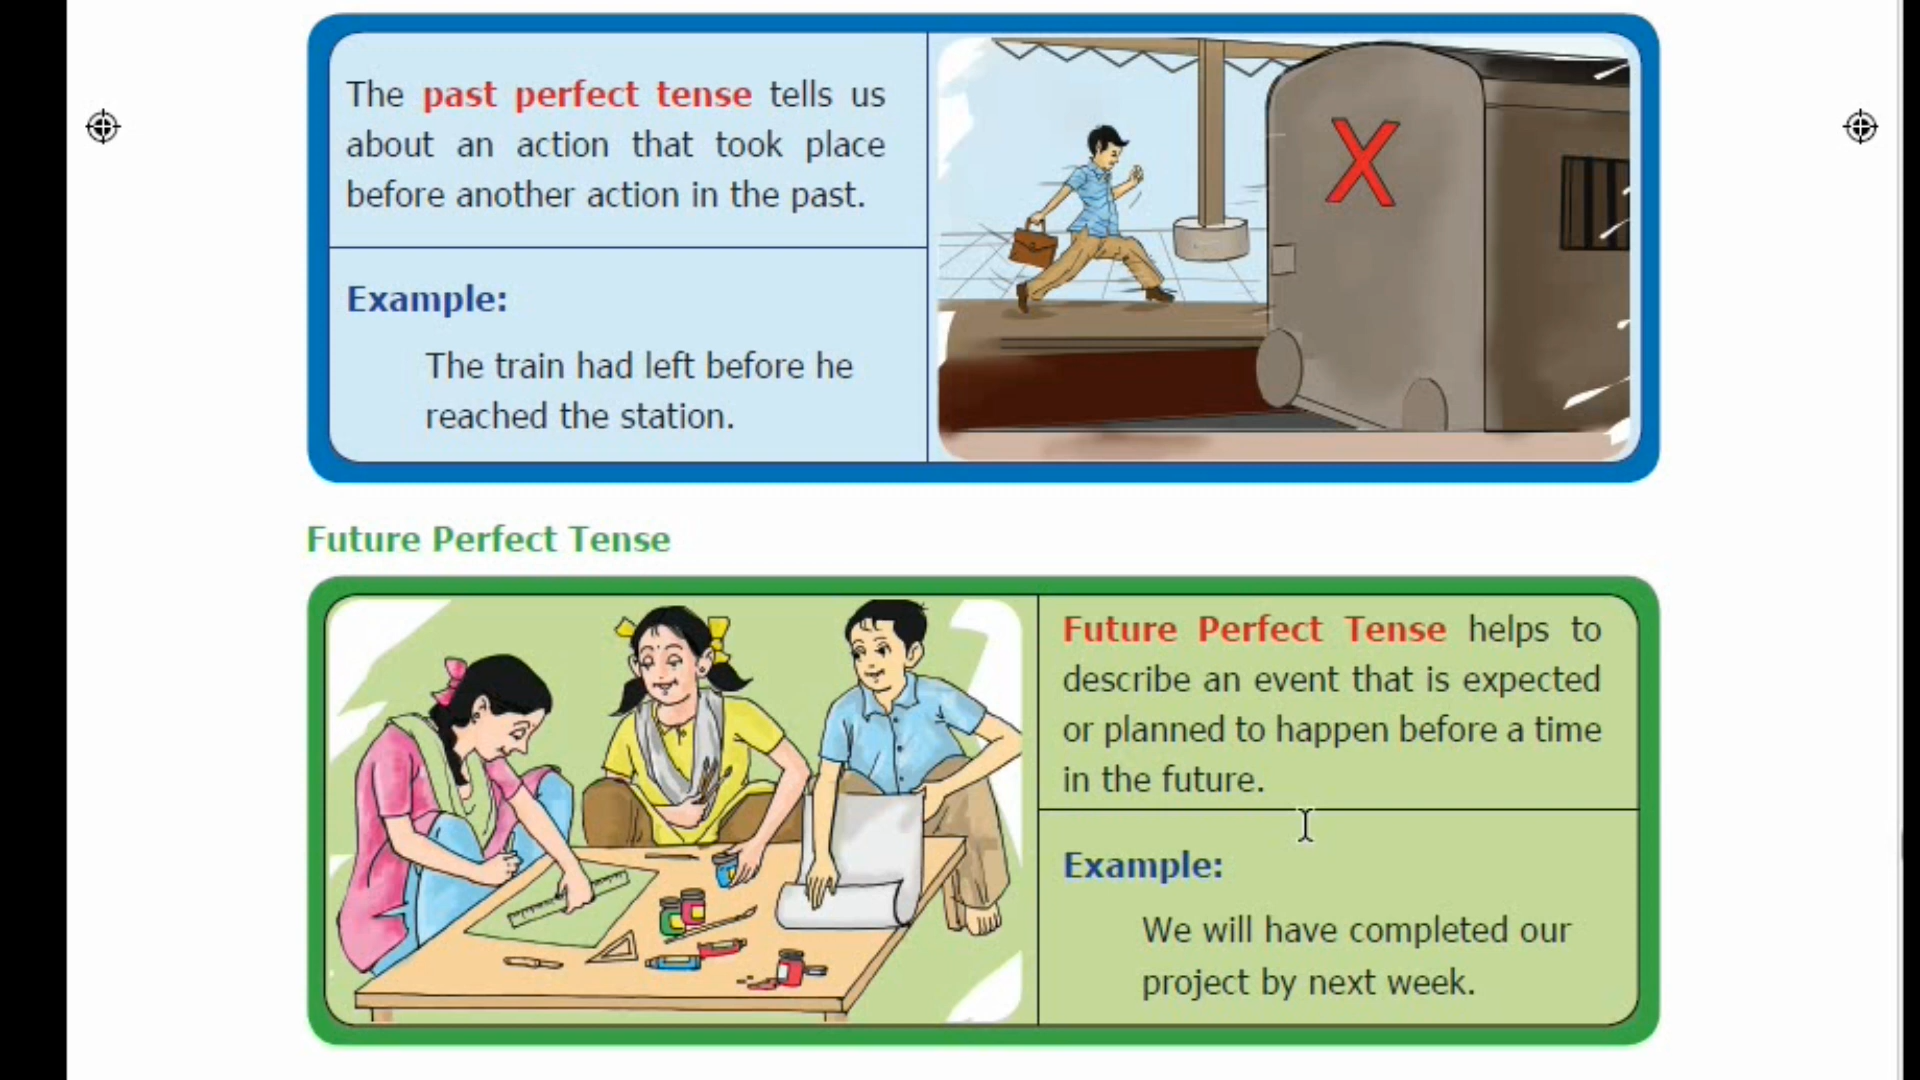 The past perfect tense tells us
about an action that took place
before another action in the past.
Example:
The train had left before he
reached the station.
X
Future Perfect Tense
Future Perfect Tense helps to
describe an event that is expected
or planned to happen before a time
in the future.
Example:
We will have completed our
project by next week.